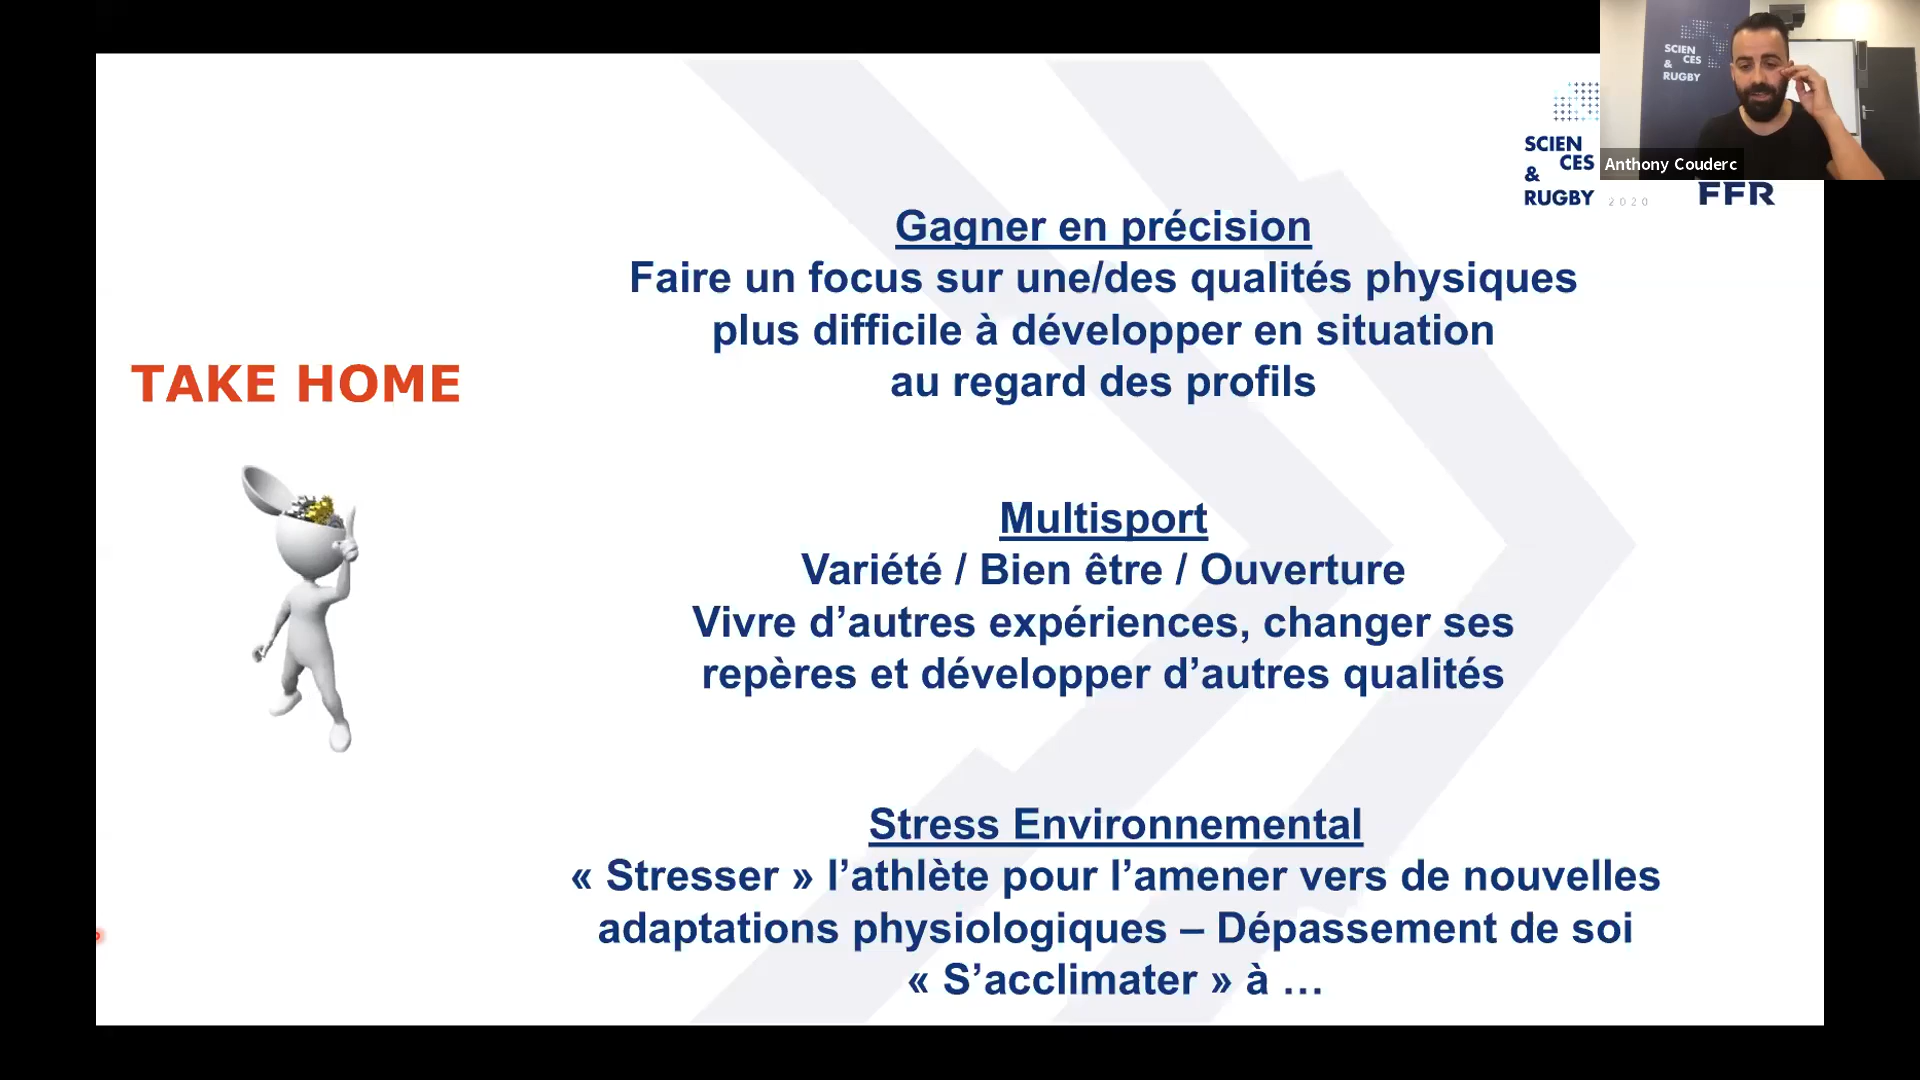 SCIEN
CES
&
RUGBY
Anthony Couderc
SCIEN
CES
&
RUGBY
2020
FFR
Gagner en précision
Faire un focus sur une/des qualités physiques
plus difficile à développer en situation
au regard des profils
TAKE HOME
Multisport
Variété / Bien être / Ouverture
Vivre d’autres expériences, changer ses
repères et développer d’autres qualités
Stress Environnemental
« Stresser » l’athlète pour l’amener vers de nouvelles
adaptations physiologiques – Dépassement de soi
« S’acclimater » à …